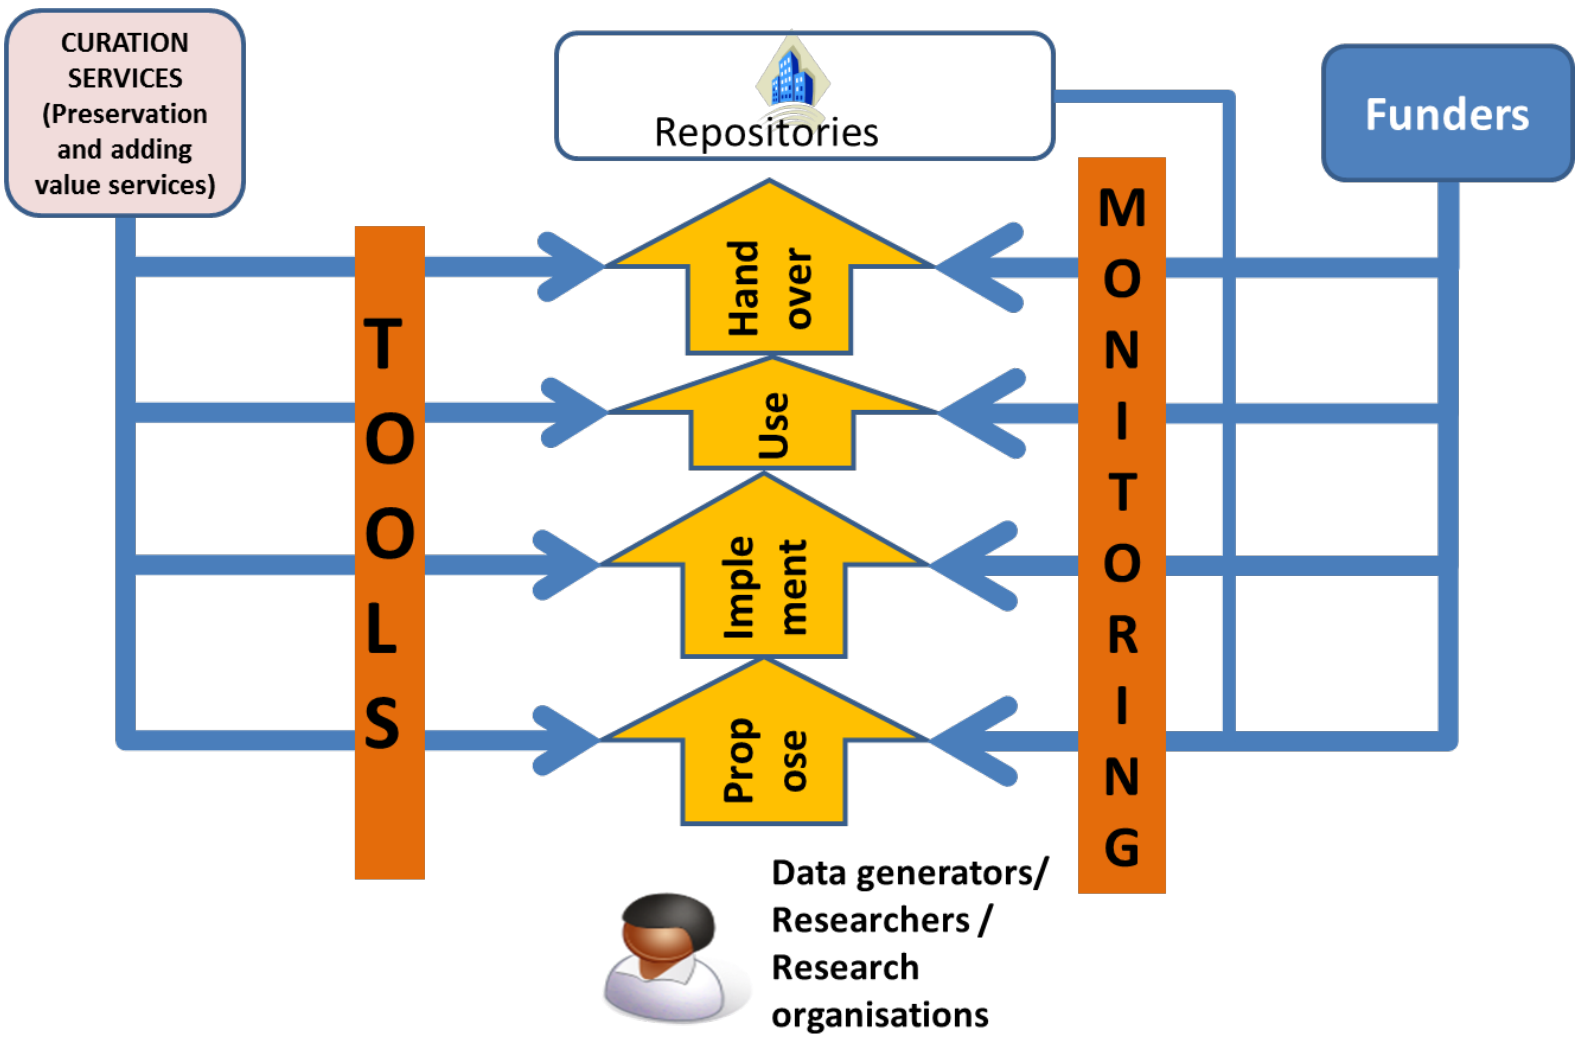 CURATION
SERVICES
(Preservation
and adding
value services)
Repositories
Funders
TOOLS
MONITORING
Hand
over
Use
Imple
ment
Prop
ose
Data generators/
Researchers /
Research
organisations